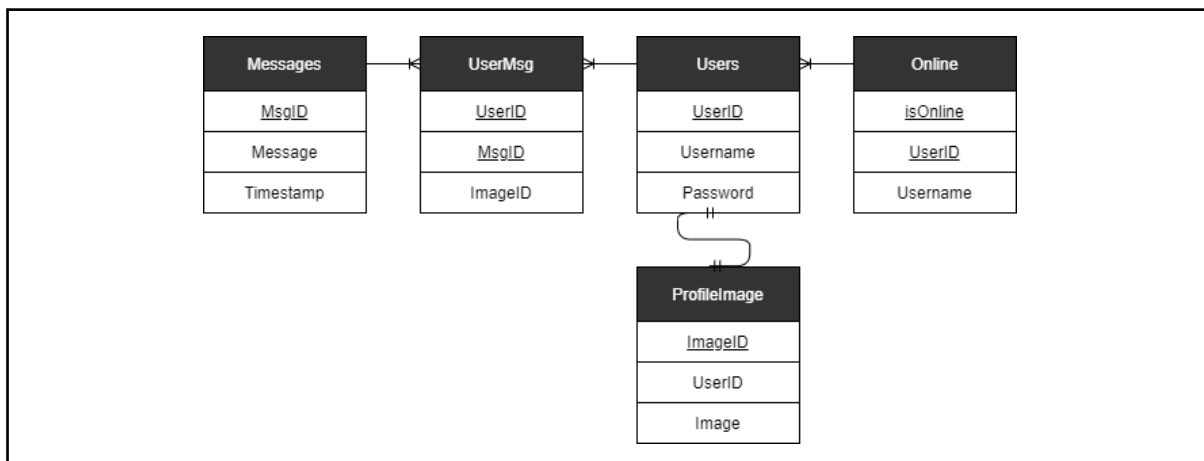 Messages
MsgID
Message
Timestamp
UserMsg
UserID
MsgID
ImageID
Users
UserID
Username
Password
Online
isOnline
UserID
Username
ProfileImage
ImageID
UserID
Image